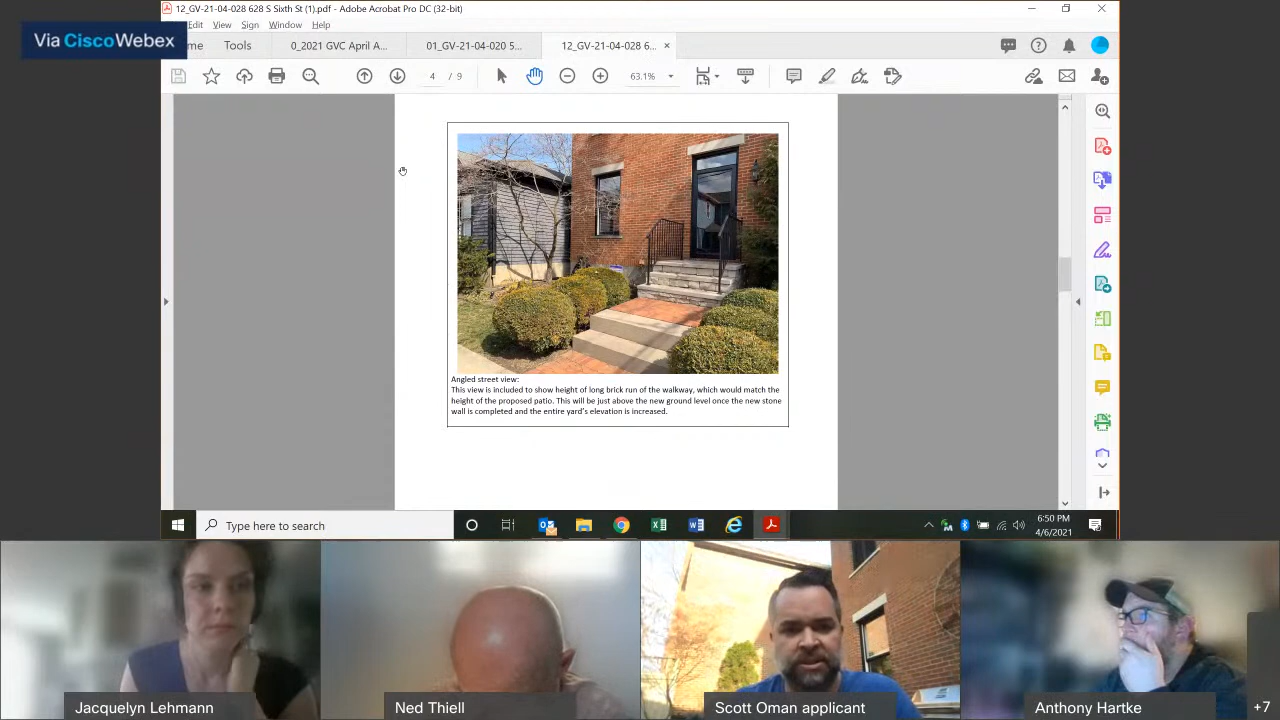 12_GV-21-04-028 628 S Sixth St (1).pdf - Adobe Acrobat Pro DC (32-bit)
Edit View Sign Window Help
Via CiscoWebex
me Tools 0_2021 GVC April A... 01_GV-21-04-020 5... 12_GV-21-04-028 6... ×
4 / 9 63.1%
Angled street view:
This view is included to show height of long brick run of the walkway, which would match the
height of the proposed patio. This will be just above the new ground level once the new stone
wall is completed and the entire yard's elevation is increased.
Type here to search
6:50 PM
4/6/2021
Jacquelyn Lehmann
Ned Thiell
Scott Oman applicant
Anthony Hartke
+7